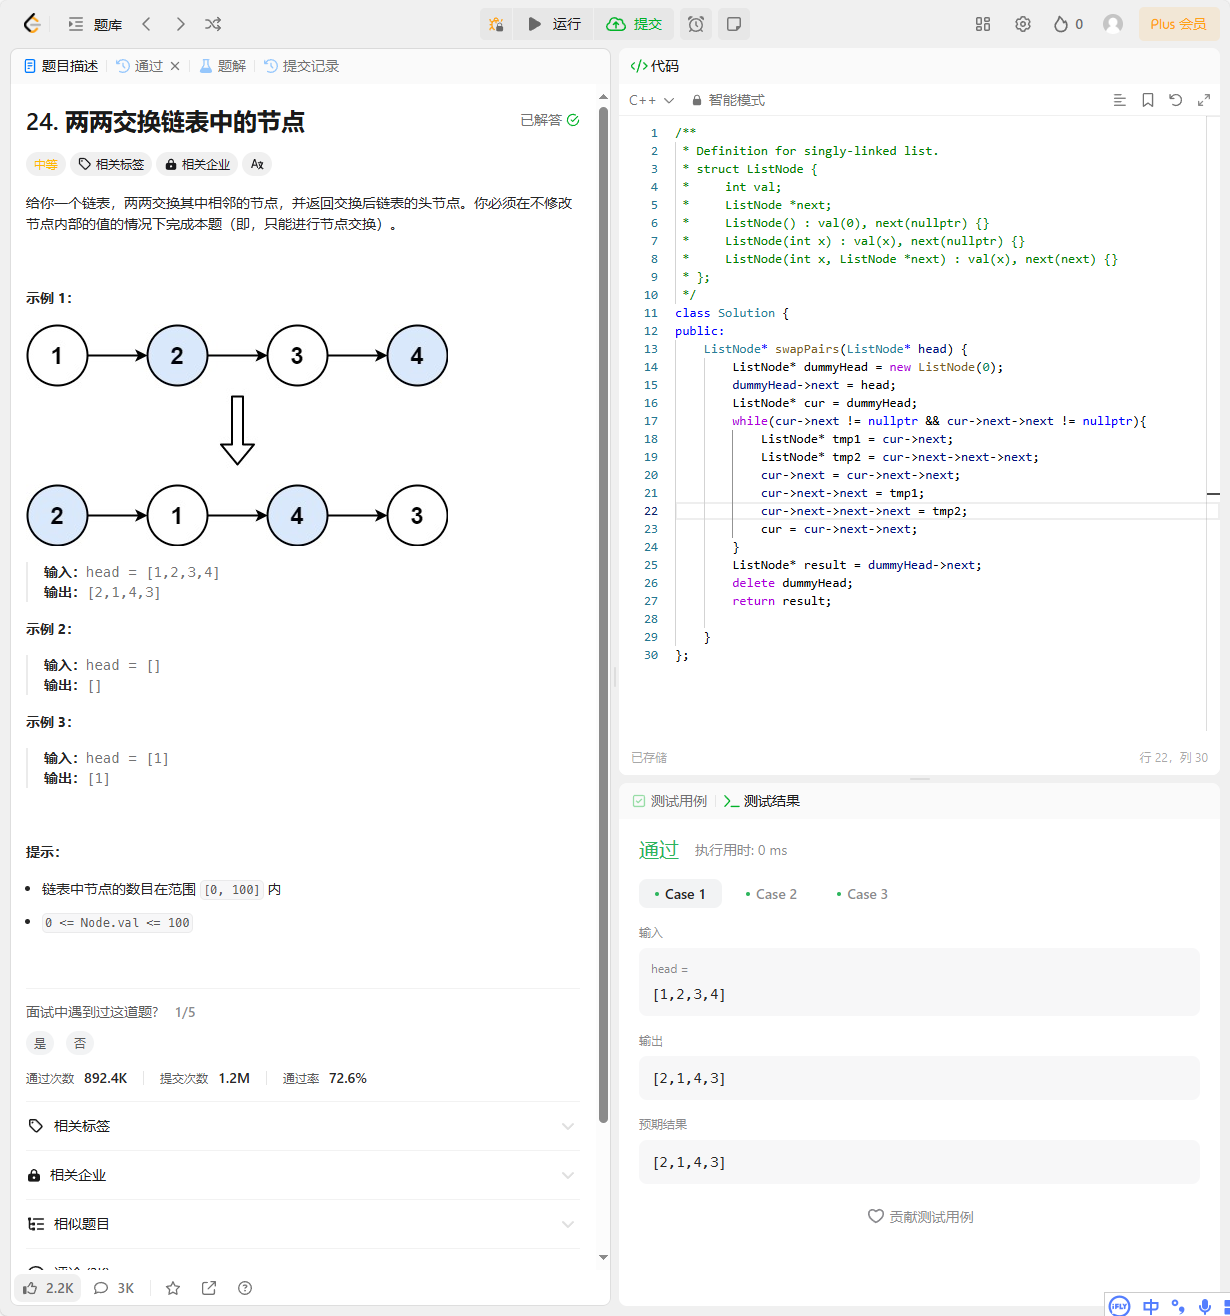 题库
运行
提交
0
Plus 会员
题目描述
通过
题解
提交记录
24. 两两交换链表中的节点
已解答
中等
相关标签
相关企业
给你一个链表，两两交换其中相邻的节点，并返回交换后链表的头节点。你必须在不修改
节点内部的值的情况下完成本题（即，只能进行节点交换）。
示例 1：
1 2 3 4
2 1 4 3
输入：head = [1,2,3,4]
输出：[2,1,4,3]
示例 2：
输入：head = []
输出：[]
示例 3：
输入：head = [1]
输出：[1]
提示：
链表中节点的数目在范围 [0, 100] 内
0 <= Node.val <= 100
面试中遇到过这道题? 1/5
是 否
通过次数 892.4K 提交次数 1.2M 通过率 72.6%
相关标签
相关企业
相似题目
2.2K 3K
代码
C++ 智能模式
1 /**
2 * Definition for singly-linked list.
3 * struct ListNode {
4 *     int val;
5 *     ListNode *next;
6 *     ListNode() : val(0), next(nullptr) {}
7 *     ListNode(int x) : val(x), next(nullptr) {}
8 *     ListNode(int x, ListNode *next) : val(x), next(next) {}
9 * };
10 */
11 class Solution {
12 public:
13     ListNode* swapPairs(ListNode* head) {
14         ListNode* dummyHead = new ListNode(0);
15         dummyHead->next = head;
16         ListNode* cur = dummyHead;
17         while(cur->next != nullptr && cur->next->next != nullptr){
18             ListNode* tmp1 = cur->next;
19             ListNode* tmp2 = cur->next->next->next;
20             cur->next = cur->next->next;
21             cur->next->next = tmp1;
22             cur->next->next->next = tmp2;
23             cur = cur->next->next;
24         }
25         ListNode* result = dummyHead->next;
26         delete dummyHead;
27         return result;
28
29     }
30 };
已存储
行 22，列 30
测试用例
测试结果
通过 执行用时: 0 ms
Case 1 Case 2 Case 3
输入
head =
[1,2,3,4]
输出
[2,1,4,3]
预期结果
[2,1,4,3]
贡献测试用例
iFLY 中